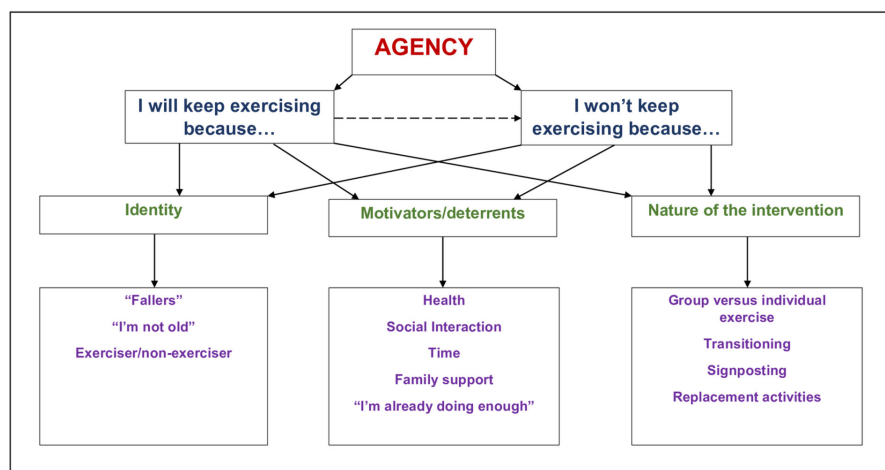 AGENCY
I will keep exercising
because…
I won’t keep
exercising because…
Identity
Motivators/deterrents
Nature of the intervention
“Fallers”
“I’m not old”
Exerciser/non-exerciser
Health
Social Interaction
Time
Family support
“I’m already doing enough”
Group versus individual
exercise
Transitioning
Signposting
Replacement activities